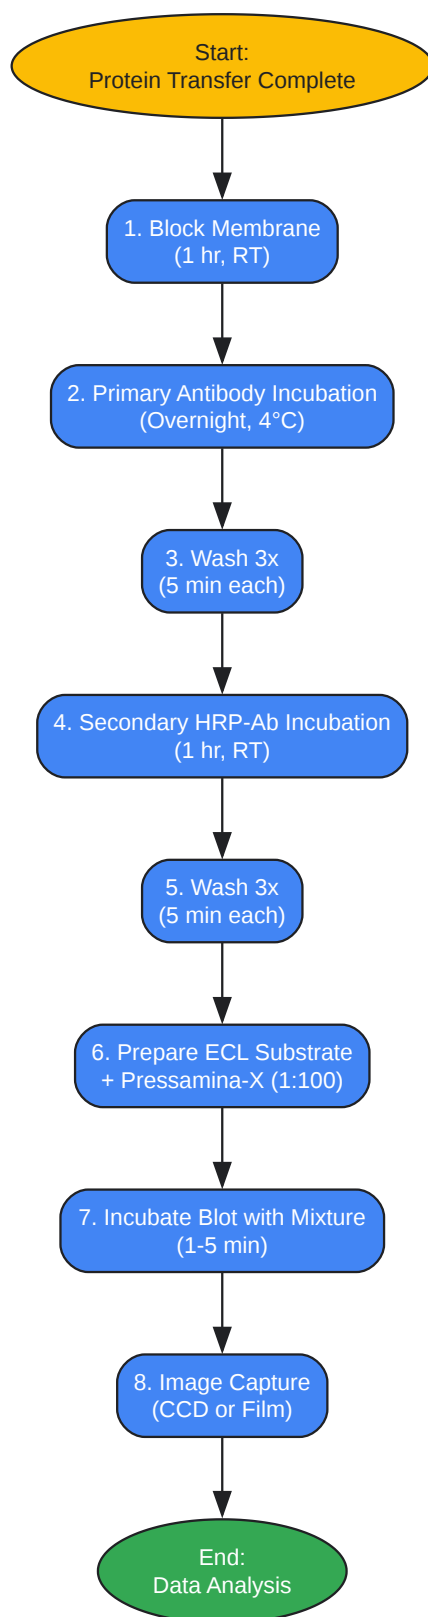 Start:
Protein Transfer Complete
1. Block Membrane
(1 hr, RT)
2. Primary Antibody Incubation
(Overnight, 4°C)
3. Wash 3x
(5 min each)
4. Secondary HRP-Ab Incubation
(1 hr, RT)
5. Wash 3x
(5 min each)
6. Prepare ECL Substrate
+ Pressamina-X (1:100)
7. Incubate Blot with Mixture
(1-5 min)
8. Image Capture
(CCD or Film)
End:
Data Analysis